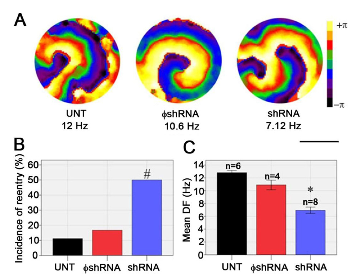 A
+π
-π
UNT
12 Hz
ϕshRNA
10.6 Hz
shRNA
7.12 Hz
B
Incidence of reentry (%)
60
50
40
30
20
10
0
#
UNT ϕshRNA shRNA
C
Mean DF (Hz)
14
12
10
8
6
4
2
0
n=6
n=4
*
n=8
UNT ϕshRNA shRNA